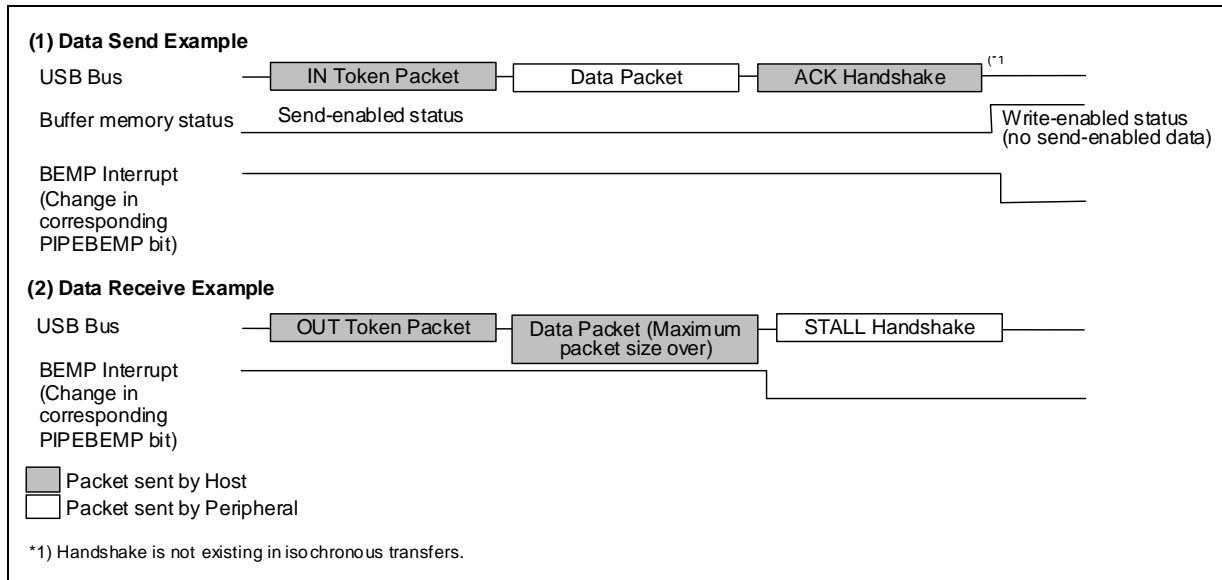 (1) Data Send Example
USB Bus
IN Token Packet
Data Packet
ACK Handshake
(*1
Buffer memory status
Send-enabled status
Write-enabled status
(no send-enabled data)
BEMP Interrupt
(Change in
corresponding
PIPEBEMP bit)
(2) Data Receive Example
USB Bus
OUT Token Packet
Data Packet (Maximum
packet size over)
STALL Handshake
BEMP Interrupt
(Change in
corresponding
PIPEBEMP bit)
Packet sent by Host
Packet sent by Peripheral
*1) Handshake is not existing in isochronous transfers.